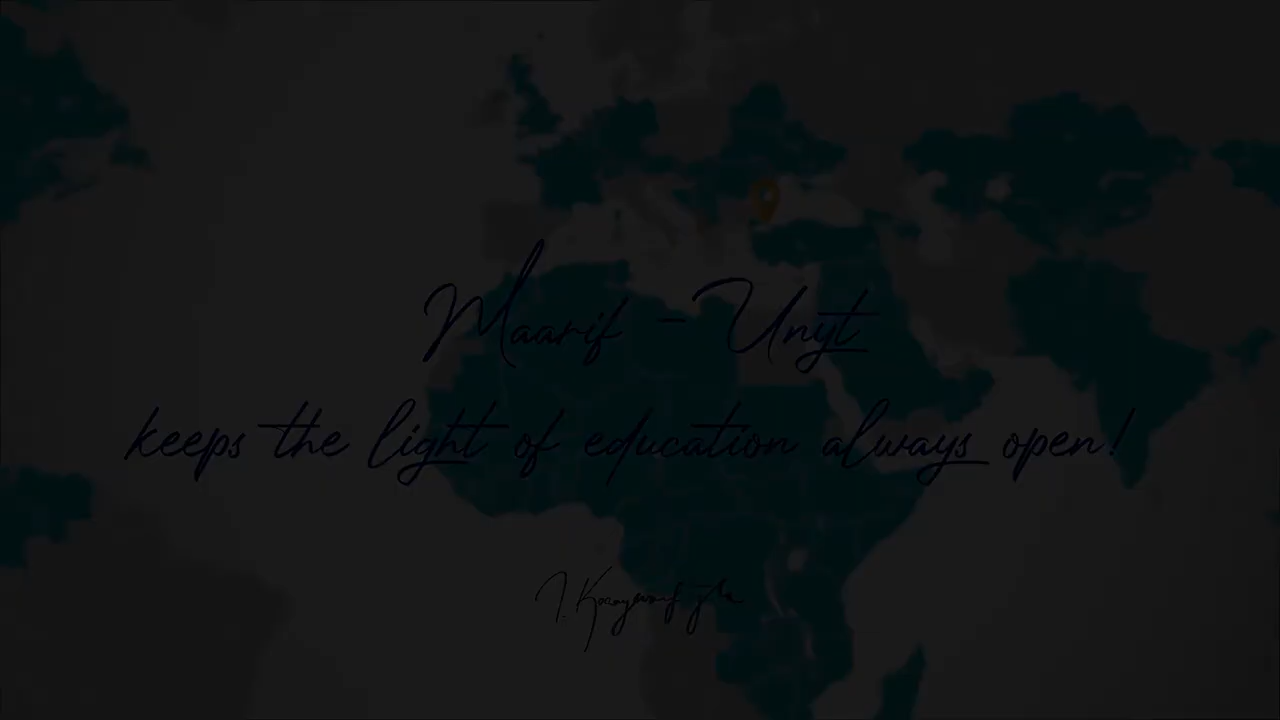 Maarif - Unyt
keeps the light of education always open!